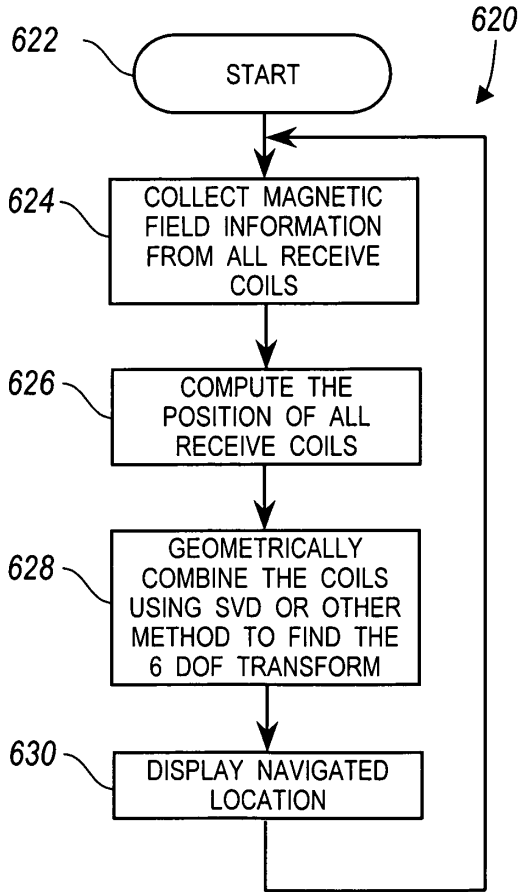 620
622
START
624
COLLECT MAGNETIC
FIELD INFORMATION
FROM ALL RECEIVE
COILS
626
COMPUTE THE
POSITION OF ALL
RECEIVE COILS
628
GEOMETRICALLY
COMBINE THE COILS
USING SVD OR OTHER
METHOD TO FIND THE
6 DOF TRANSFORM
630
DISPLAY NAVIGATED
LOCATION